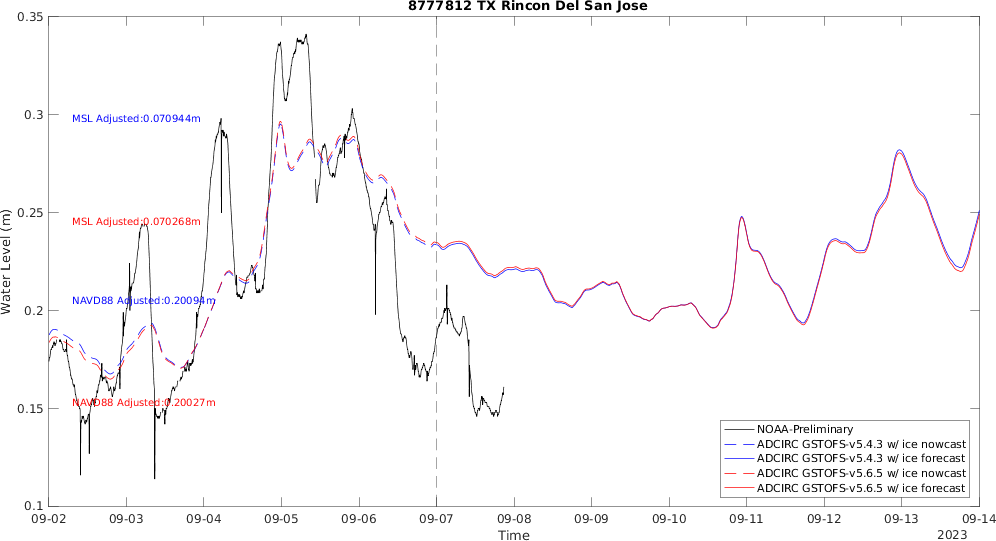 8777812 TX Rincon Del San Jose
0.35
0.3
0.25
0.2
0.15
0.1
Water Level (m)
MSL Adjusted:0.070944m
MSL Adjusted:0.070268m
NAVD88 Adjusted:0.20094m
NAVD88 Adjusted:0.20027m
NOAA-Preliminary
ADCIRC GSTOFS-v5.4.3 w/ ice nowcast
ADCIRC GSTOFS-v5.4.3 w/ ice forecast
ADCIRC GSTOFS-v5.6.5 w/ ice nowcast
ADCIRC GSTOFS-v5.6.5 w/ ice forecast
09-02 09-03 09-04 09-05 09-06 09-07 09-08 09-09 09-10 09-11 09-12 09-13 09-14
Time
2023